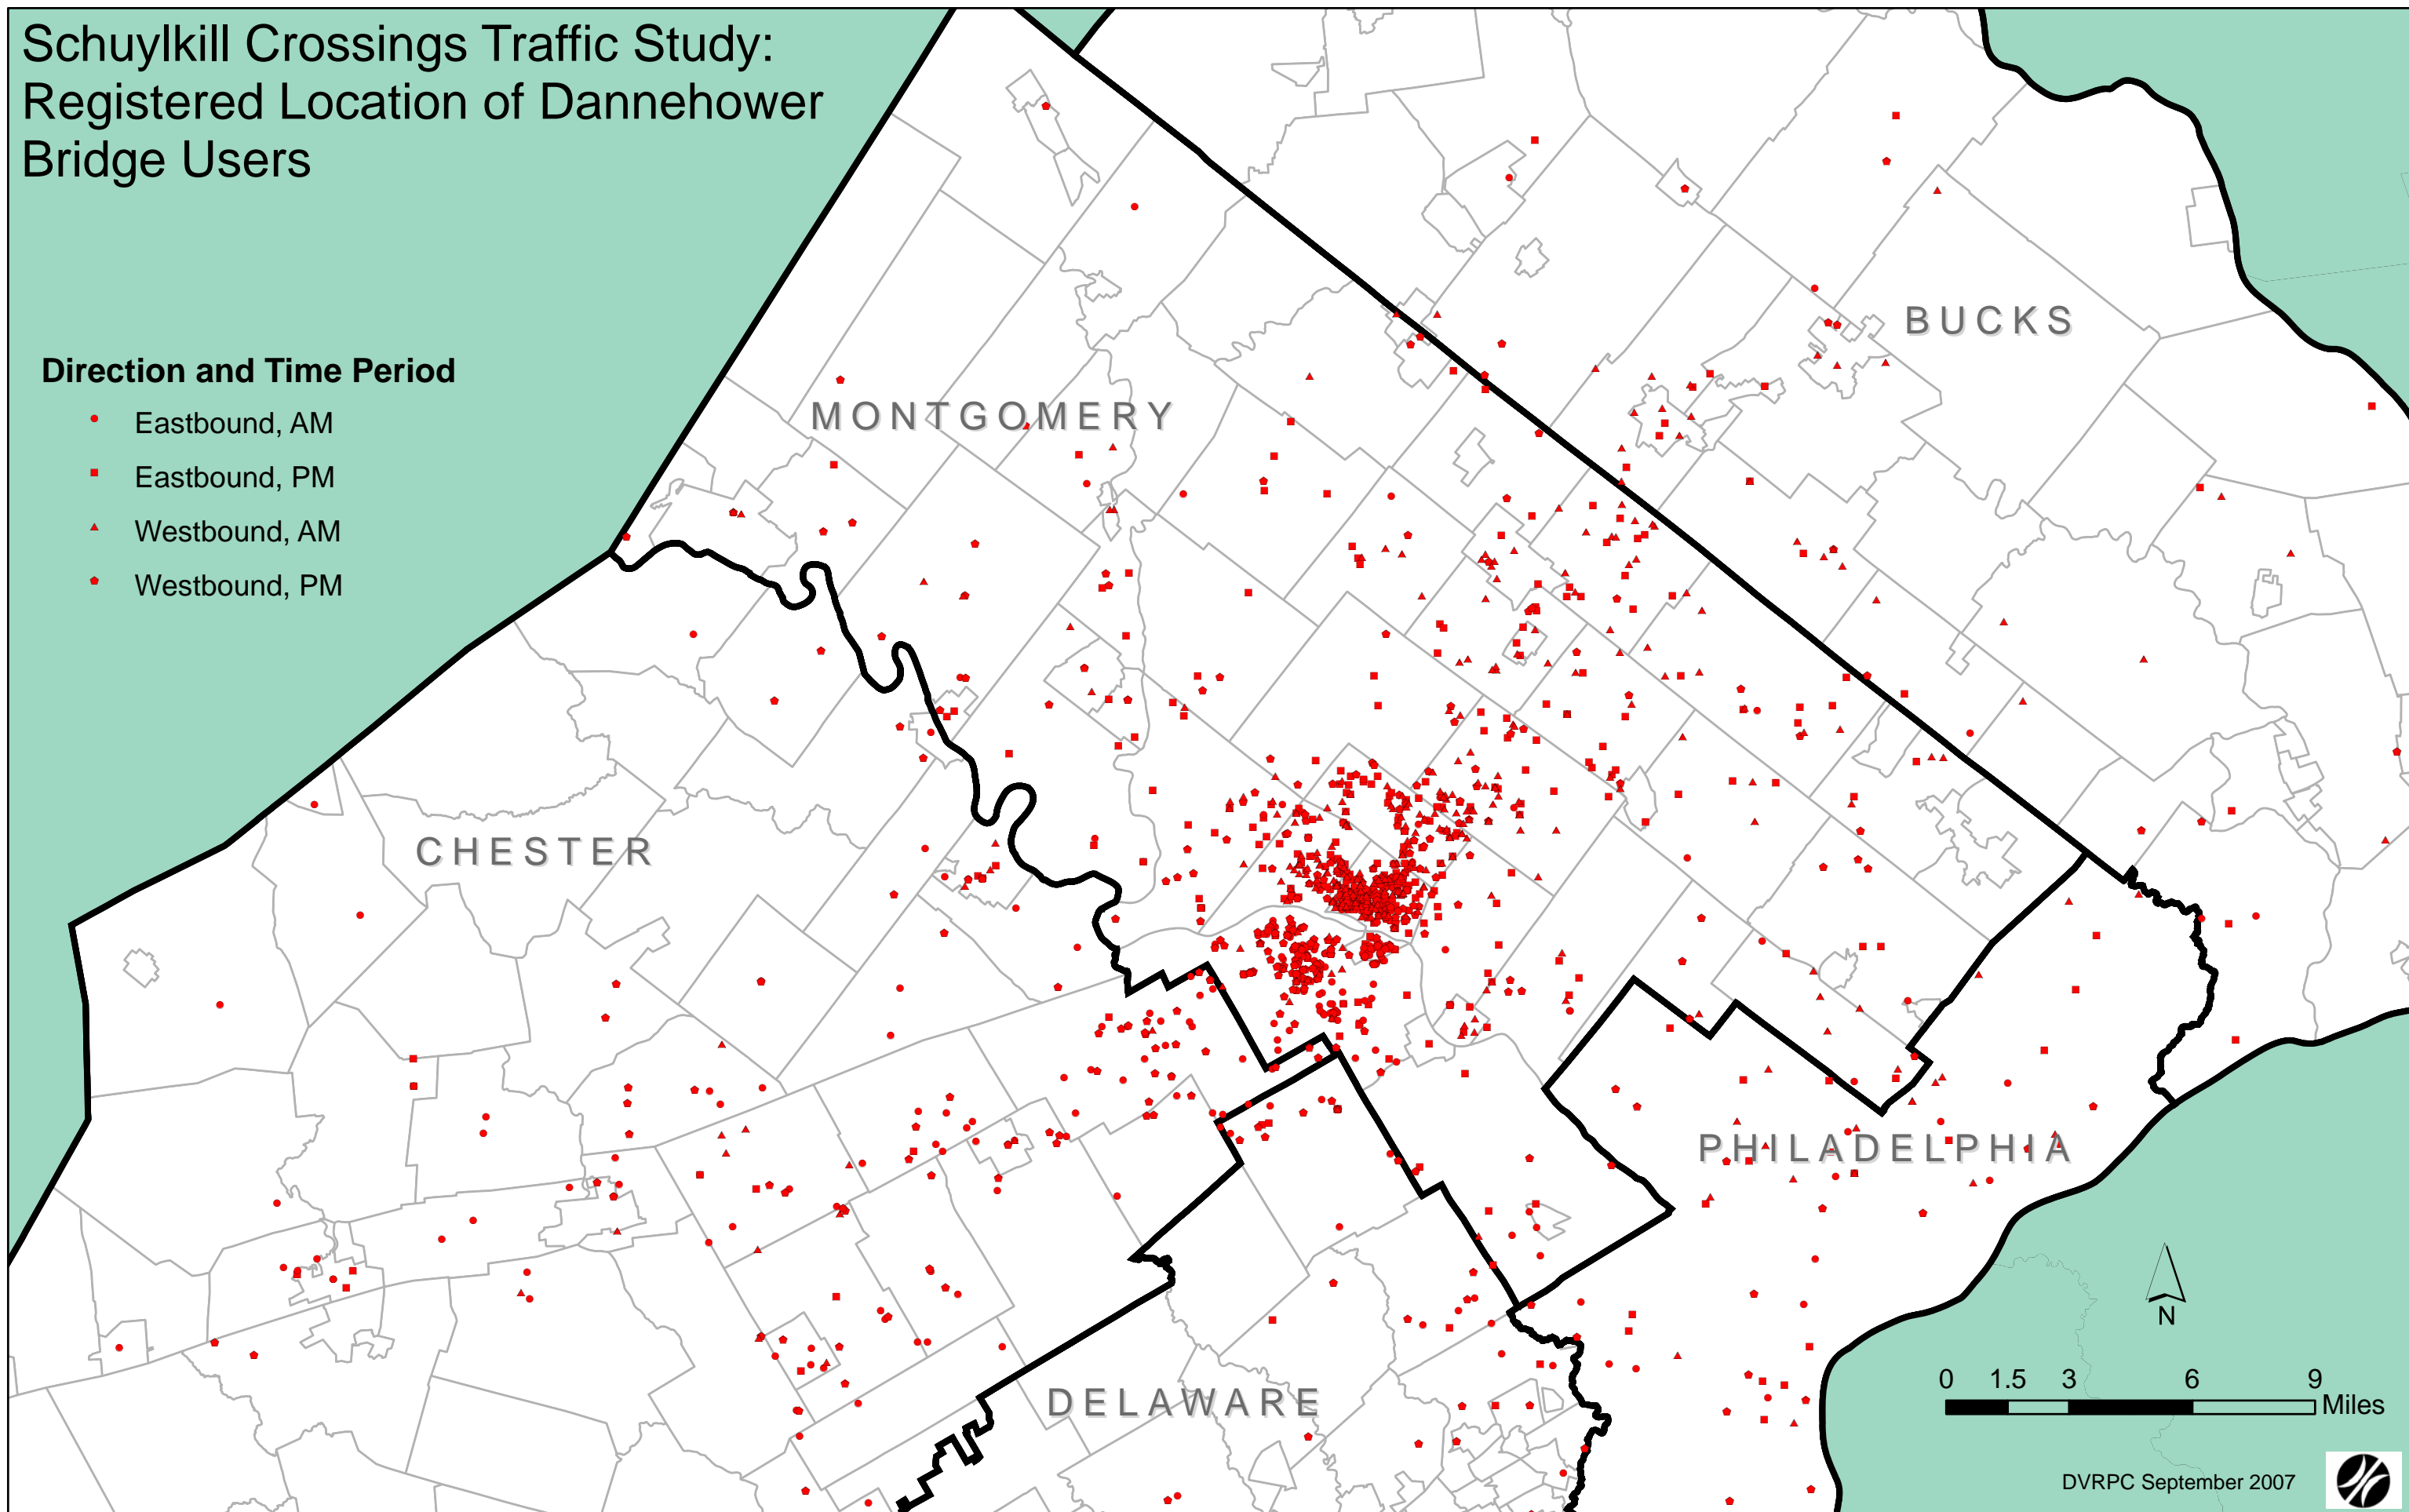 Schuylkill Crossings Traffic Study:
Registered Location of Dannehower
Bridge Users
Direction and Time Period
Eastbound, AM
Eastbound, PM
Westbound, AM
Westbound, PM
BUCKS
MONTGOMERY
CHESTER
PHILADELPHIA
DELAWARE
N
0 1.5 3 6 9
Miles
DVRPC September 2007